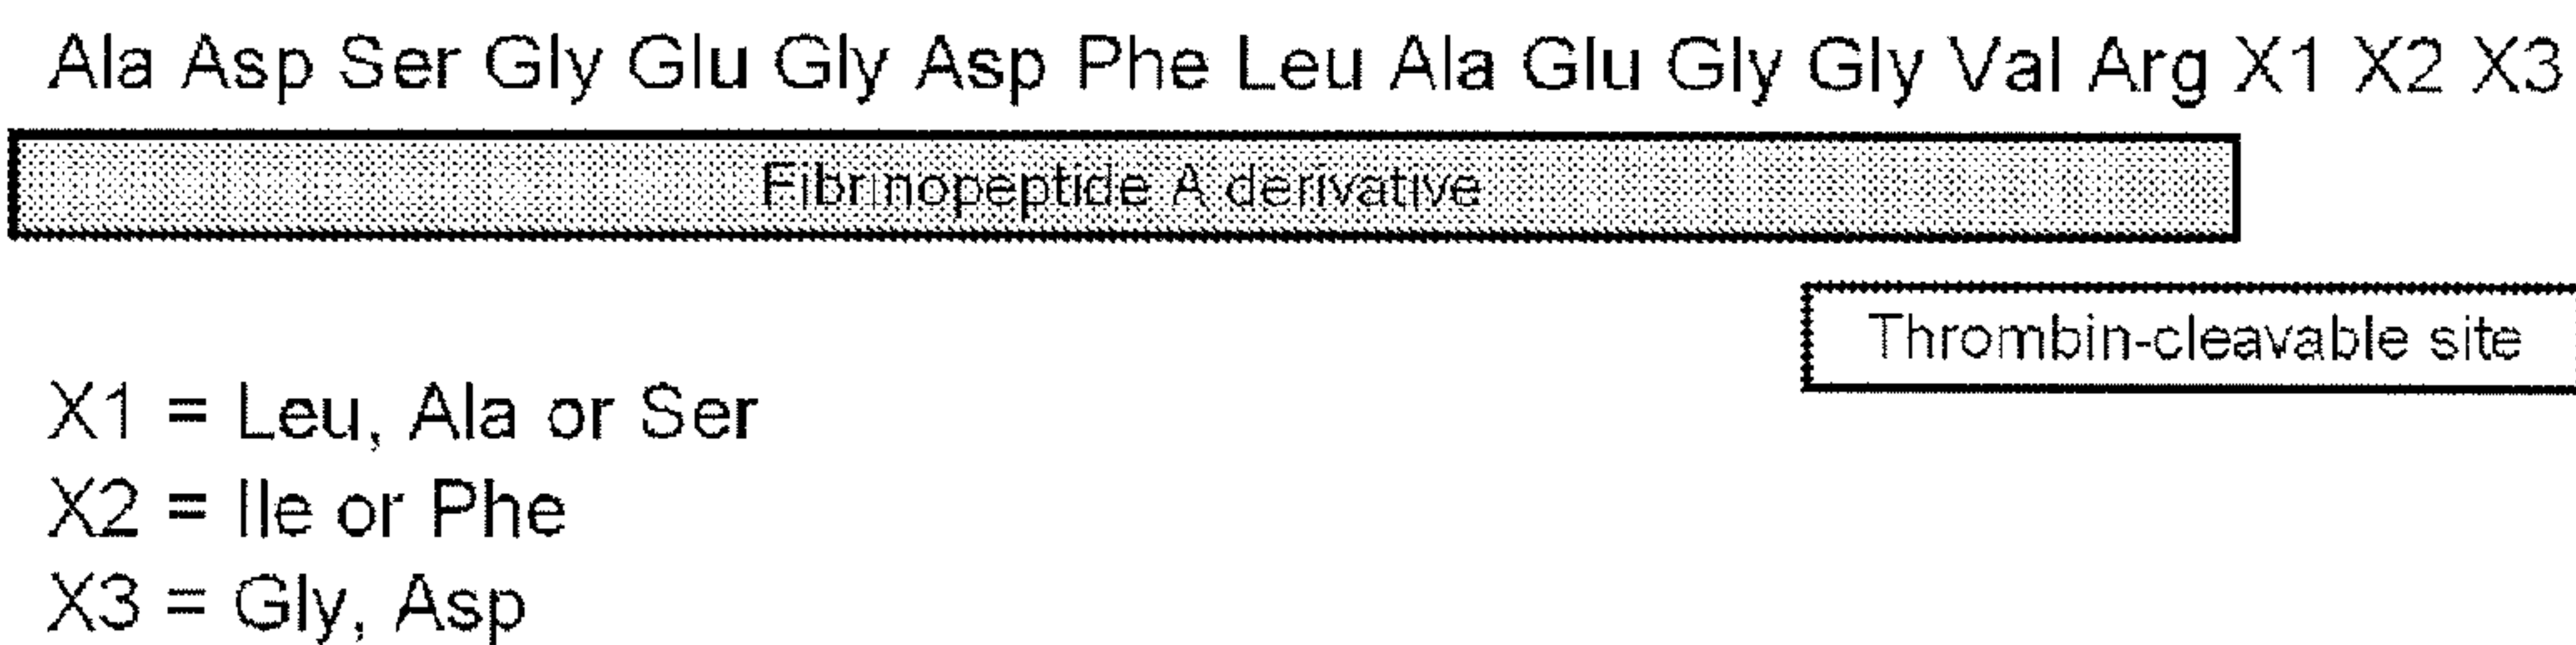 Ala Asp Ser Gly Glu Gly Asp Phe Leu Ala Glu Gly Gly Val Arg X1 X2 X3
Fibrinopeptide A derivative
Thrombin-cleavable site
X1 = Leu, Ala or Ser
X2 = Ile or Phe
X3 = Gly, Asp